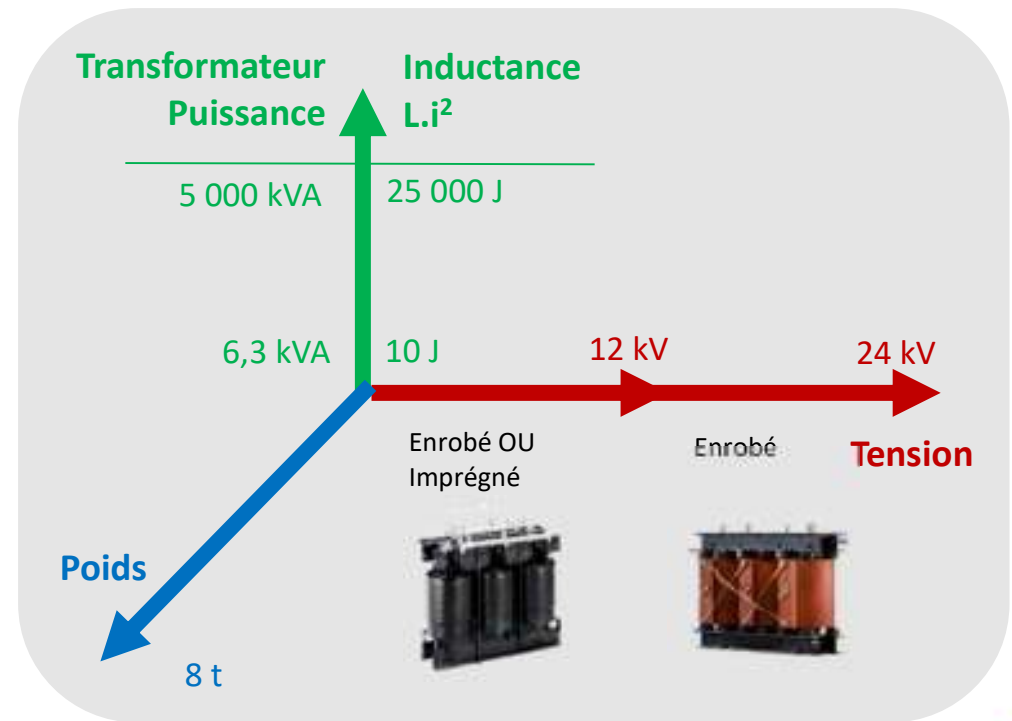 Transformateur
Puissance
Inductance
L.i²
5 000 kVA
25 000 J
6,3 kVA
10 J
12 kV
24 kV
Enrobé OU
Imprégné
Enrobé
Tension
Poids
8 t